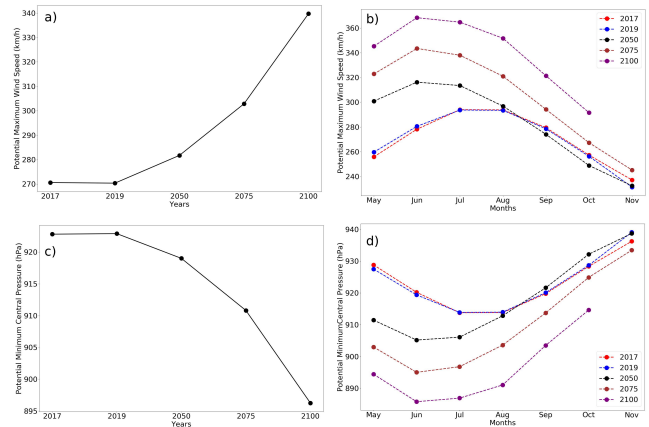 a)
Potential Maximum Wind Speed (km/h)
340
330
320
310
300
290
280
270
2017
2019
2050
2075
2100
Years
b)
Potential Maximum Wind Speed (km/h)
360
340
320
300
280
260
240
May
Jun
Jul
Aug
Sep
Oct
Nov
Months
2017
2019
2050
2075
2100
c)
Potential Minimum Central Pressure (hPa)
920
915
910
905
900
895
2017
2019
2050
2075
2100
Years
d)
Potential MinimumCentral Pressure (hPa)
940
930
920
910
900
890
May
Jun
Jul
Aug
Sep
Oct
Nov
Months
2017
2019
2050
2075
2100